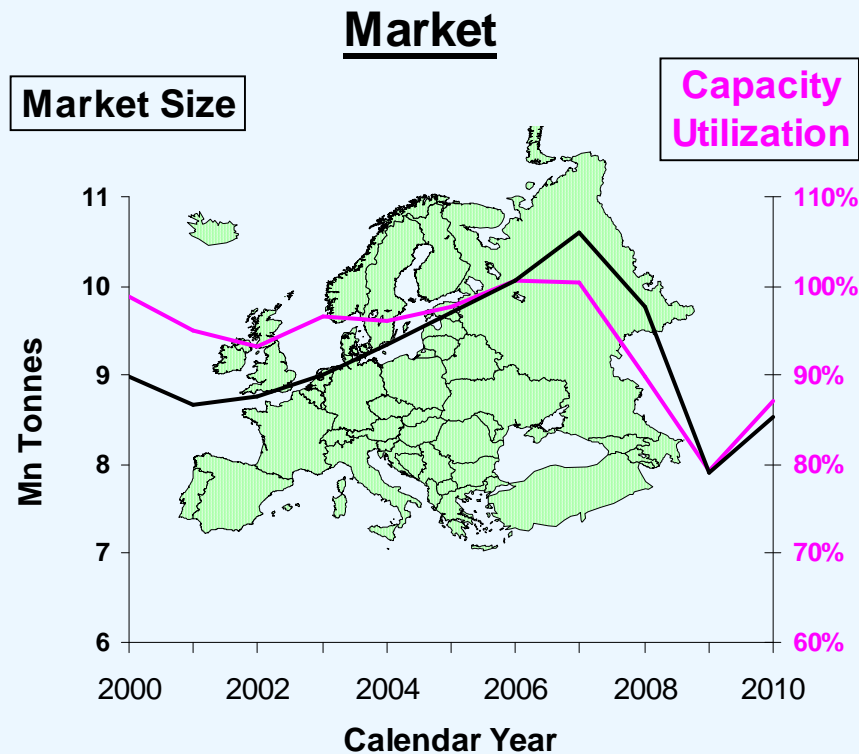 Market
Market Size
Capacity
Utilization
11
10
9
8
7
6
Mn Tonnes
110%
100%
90%
80%
70%
60%
2000 2002 2004 2006 2008 2010
Calendar Year